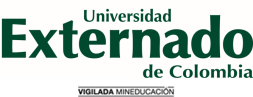 Universidad
Externado
de Colombia
VIGILADA MINEDUCACIÓN